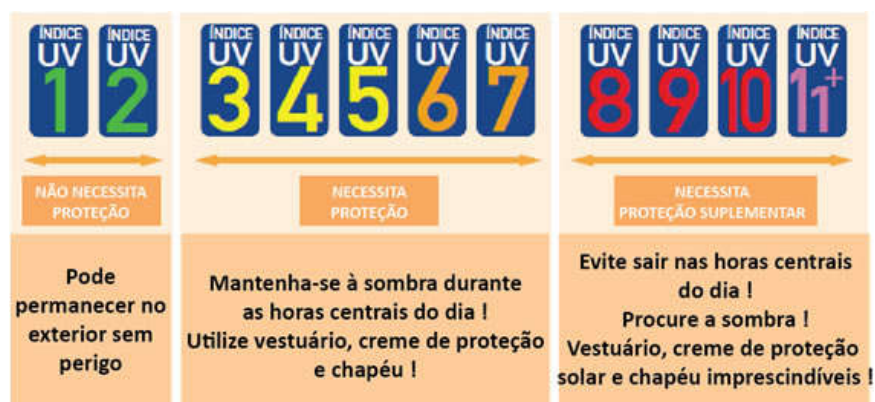 ÍNDICE
UV
1
ÍNDICE
UV
2
NÃO NECESSITA
PROTEÇÃO
Pode
permanecer no
exterior sem
perigo
ÍNDICE
UV
3
ÍNDICE
UV
4
ÍNDICE
UV
5
ÍNDICE
UV
6
ÍNDICE
UV
7
NECESSITA
PROTEÇÃO
Mantenha-se à sombra durante
as horas centrais do dia !
Utilize vestuário, creme de proteção
e chapéu !
ÍNDICE
UV
8
ÍNDICE
UV
9
ÍNDICE
UV
10
ÍNDICE
UV
11+
NECESSITA
PROTEÇÃO SUPLEMENTAR
Evite sair nas horas centrais
do dia !
Procure a sombra !
Vestuário, creme de proteção
solar e chapéu imprescindíveis !